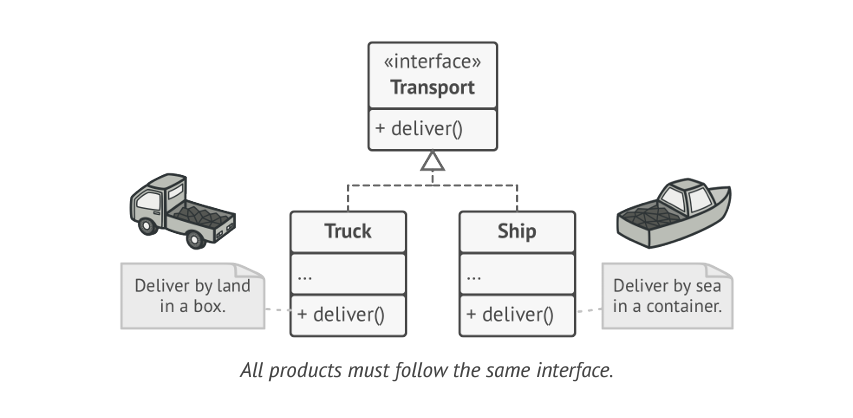 «interface»
Transport
+ deliver()
Truck
Ship
...
...
Deliver by land
in a box.
Deliver by sea
in a container.
+ deliver()
+ deliver()
All products must follow the same interface.